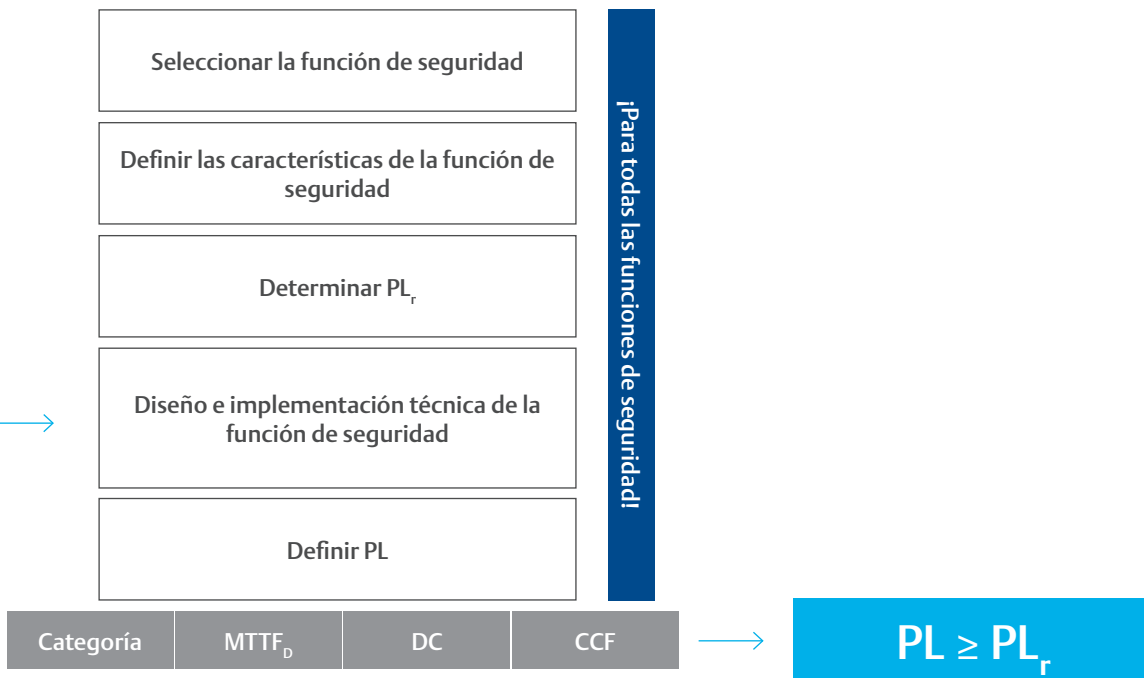 Seleccionar la función de seguridad
Definir las características de la función de
seguridad
Determinar PLr
Diseño e implementación técnica de la
función de seguridad
Definir PL
¡Para todas las funciones de seguridad!
Categoría
MTTFD
DC
CCF
PL ≥ PLr